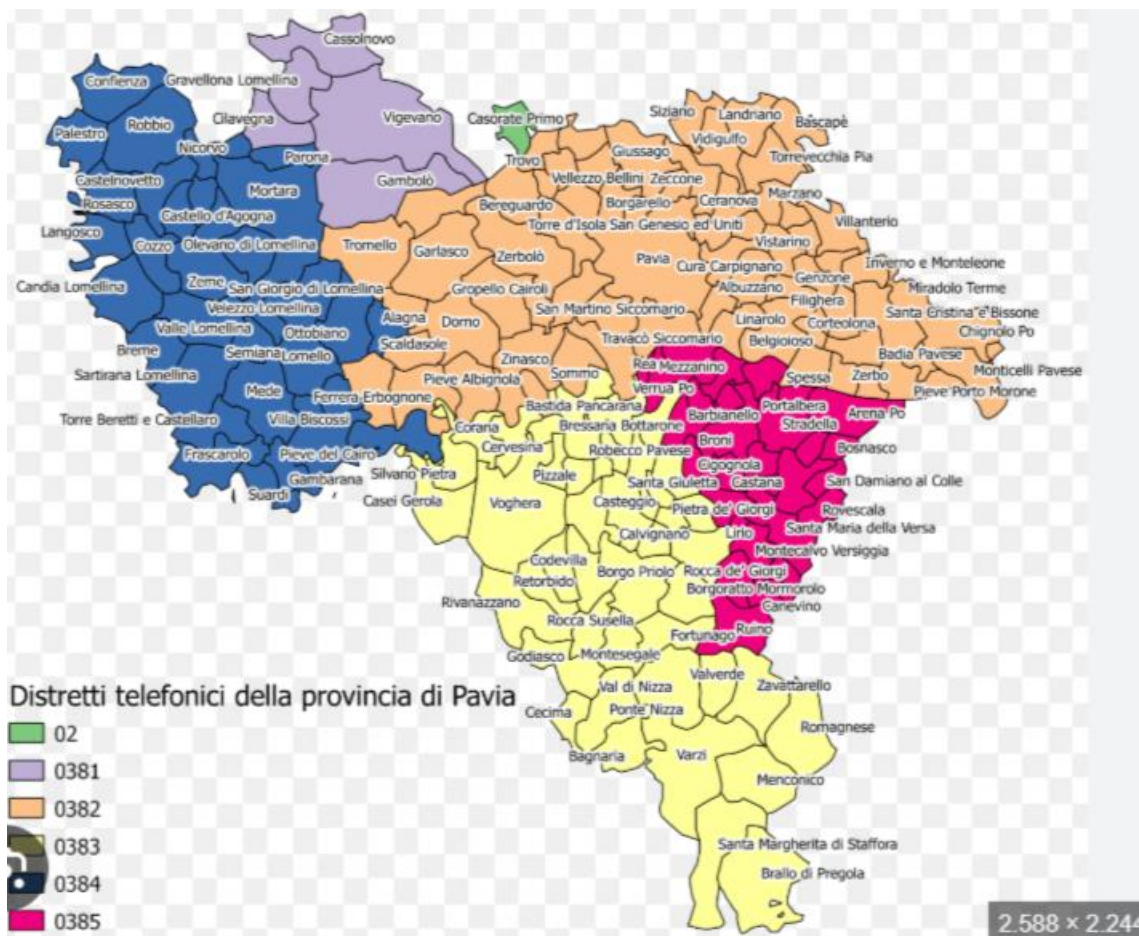 Cassolnovo
Confienza
Gravellona Lomellina
Cilavegna
Vigevano
Casorate Primo
Siziano
Landriano
Bascapè
Palestro
Robbio
Nicorvo
Parona
Trovo
Giussago
Vidigulfo
Torrevecchia Pia
Castelnovetto
Mortara
Gambolò
Vellezzo Bellini
Zeccone
Marzano
Rosasco
Castello d'Agogna
Bereguardo
Borgarello
Ceranova
Villanterio
Langosco
Cozzo
Olevano di Lomellina
Tromello
Garlasco
Zerbolò
Torre d'Isola
San Genesio ed Uniti
Vistarino
Pavia
Cura Carpignano
Inverno e Monteleone
Candia Lomellina
Zeme
San Giorgio di Lomellina
Gropello Cairoli
Albuzzano
Genzone
Miradolo Terme
Velezzo Lomellina
Alagna
Dorno
San Martino Siccomario
Linarolo
Filighera
Corteolona
Santa Cristina e Bissone
Chignolo Po
Valle Lomellina
Ottobiano
Scaldasole
Travacò Siccomario
Belgioioso
Badia Pavese
Breme
Semiana
Lomello
Zinasco
Sommo
Rea
Mezzanino
Spessa
Zerbo
Monticelli Pavese
Sartirana Lomellina
Mede
Ferrera Erbognone
Pieve Albignola
Verrua Po
Pieve Porto Morone
Torre Beretti e Castellaro
Villa Biscossi
Corana
Bastida Pancarana
Barbianello
Portalbera
Arena Po
Bressana Bottarone
Stradella
Frascarolo
Pieve del Cairo
Cervesina
Robecco Pavese
Broni
Bosnasco
Suardi
Gambarana
Silvano Pietra
Pizzale
Santa Giuletta
Cigognola
Castana
San Damiano al Colle
Casei Gerola
Voghera
Casteggio
Pietra de' Giorgi
Rovescala
Calvignano
Lirio
Santa Maria della Versa
Montecalvo Versiggia
Codevilla
Retorbido
Borgo Priolo
Rocca de' Giorgi
Rivanazzano
Borgoratto Mormorolo
Canevino
Rocca Susella
Fortunago
Ruino
Godiasco
Montesegale
Val di Nizza
Valverde
Zavattarello
Cecima
Ponte Nizza
Romagnese
Bagnaria
Varzi
Menconico
Santa Margherita di Staffora
Brallo di Pregola
Distretti telefonici della provincia di Pavia
02
0381
0382
0383
0384
0385
2.588 × 2.244